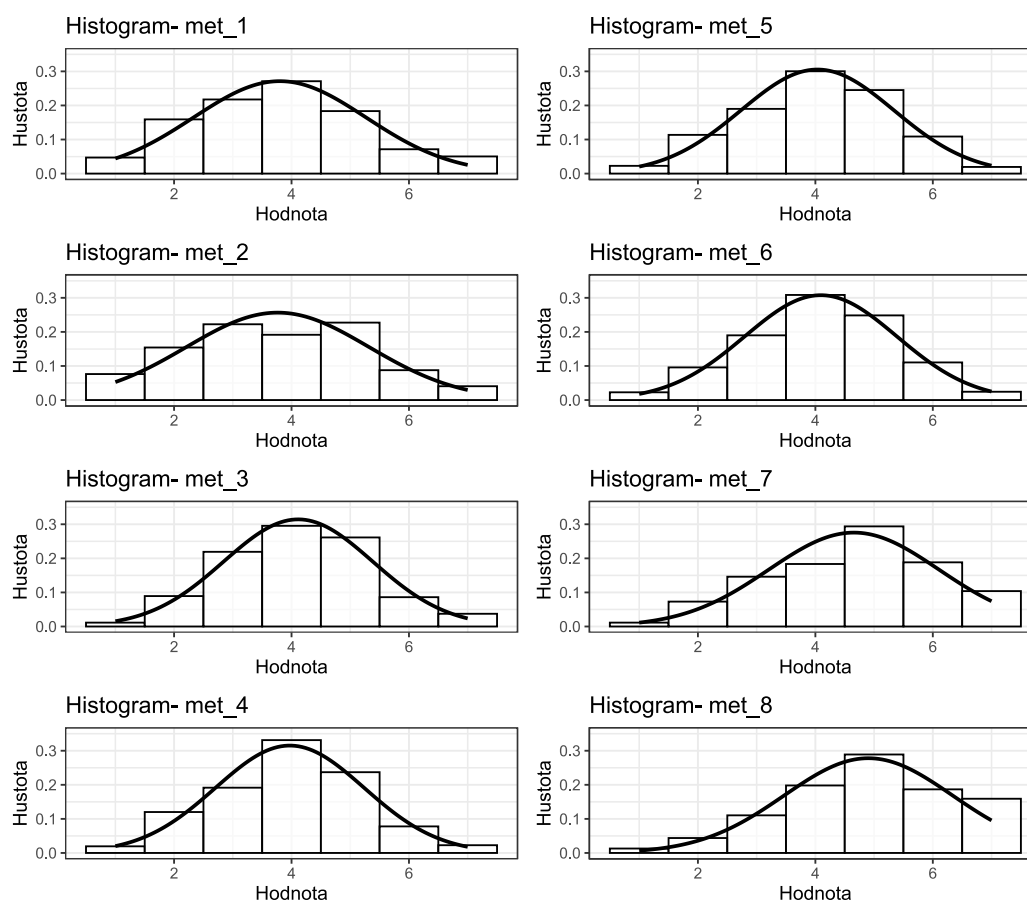 Histogram- met_1
Hustota
0.3
0.2
0.1
0.0
2 4 6
Hodnota
Histogram- met_5
Hustota
0.3
0.2
0.1
0.0
2 4 6
Hodnota
Histogram- met_2
Hustota
0.3
0.2
0.1
0.0
2 4 6
Hodnota
Histogram- met_6
Hustota
0.3
0.2
0.1
0.0
2 4 6
Hodnota
Histogram- met_3
Hustota
0.3
0.2
0.1
0.0
2 4 6
Hodnota
Histogram- met_7
Hustota
0.3
0.2
0.1
0.0
2 4 6
Hodnota
Histogram- met_4
Hustota
0.3
0.2
0.1
0.0
2 4 6
Hodnota
Histogram- met_8
Hustota
0.3
0.2
0.1
0.0
2 4 6
Hodnota